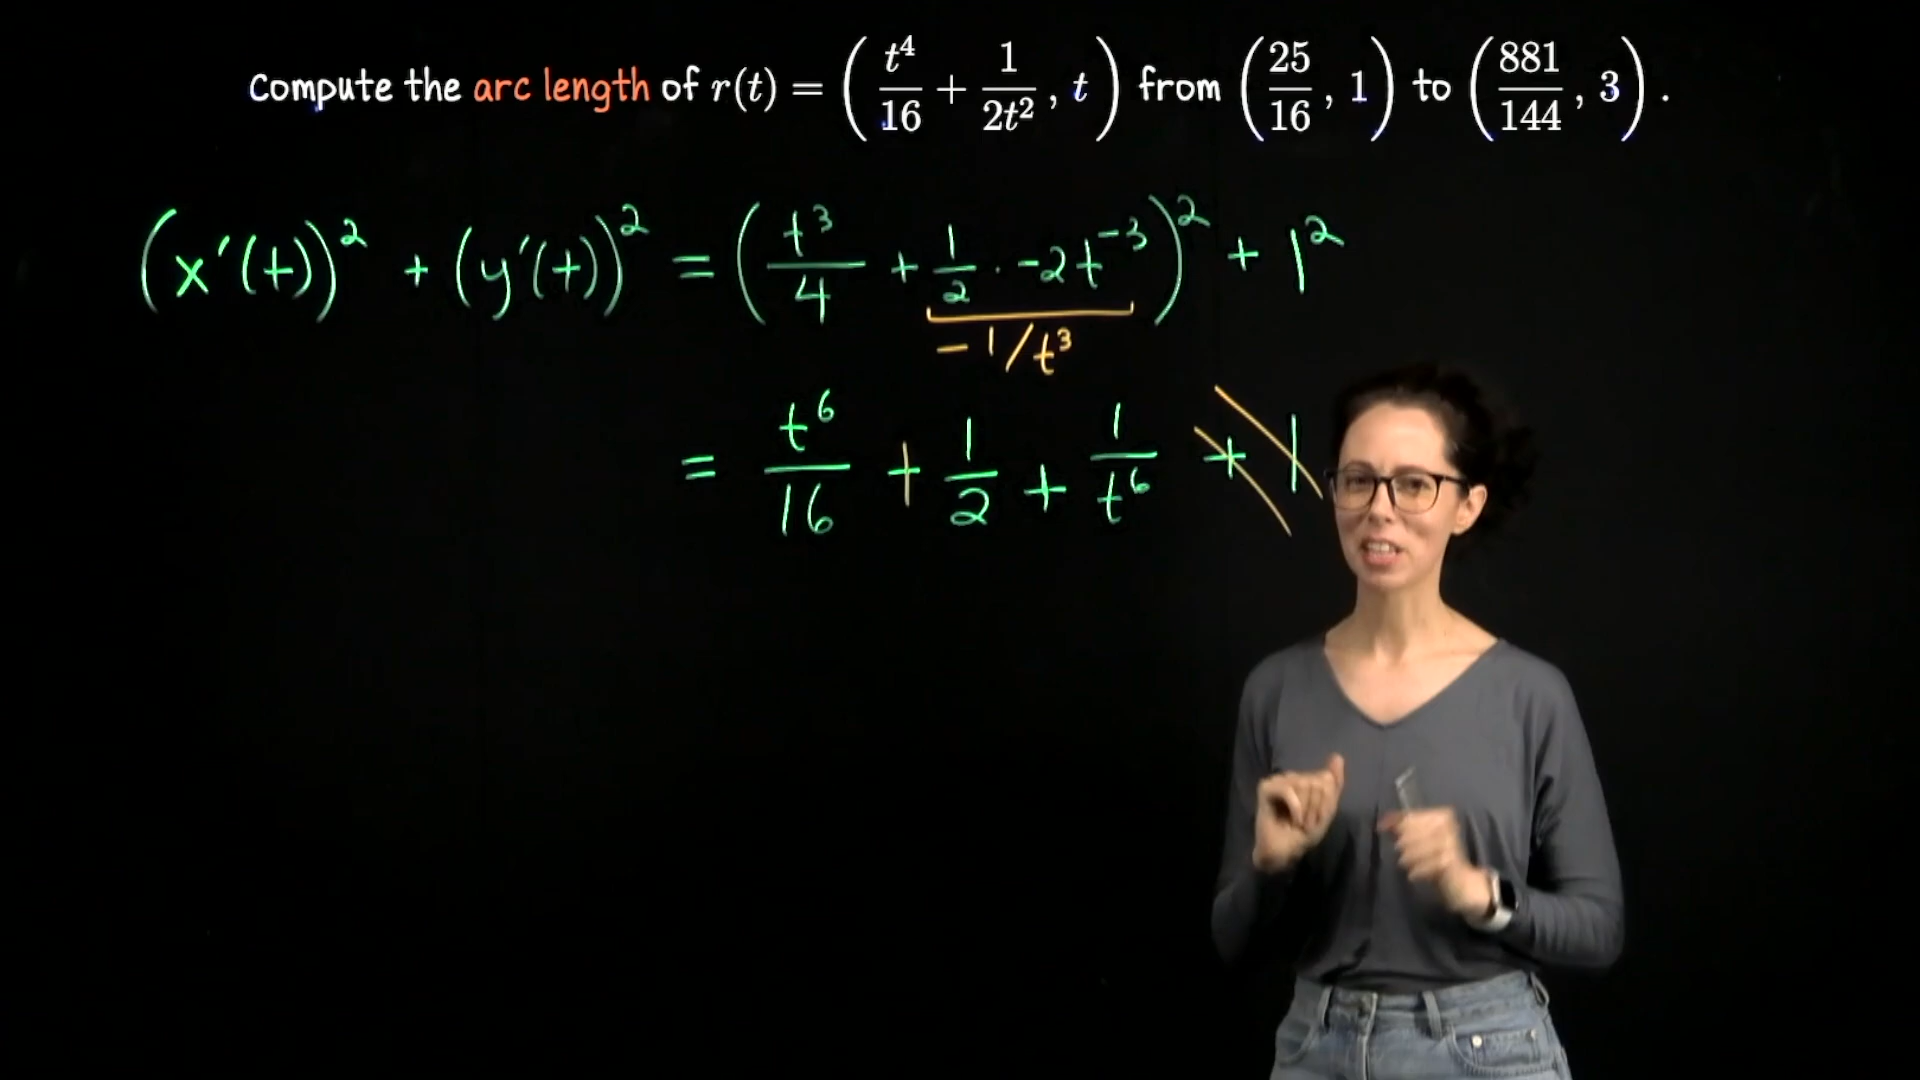 Compute the arc length of r(t) = ( t⁴/16 + 1/2t² , t ) from ( 25/16 , 1 ) to ( 881/144 , 3 ) .
(x′(t))² + (y′(t))² = ( t³/4 + 1/2 · -2t⁻³ )² + 1²
- 1/t³
= t⁶/16 + 1/2 + 1/t⁶ + 1